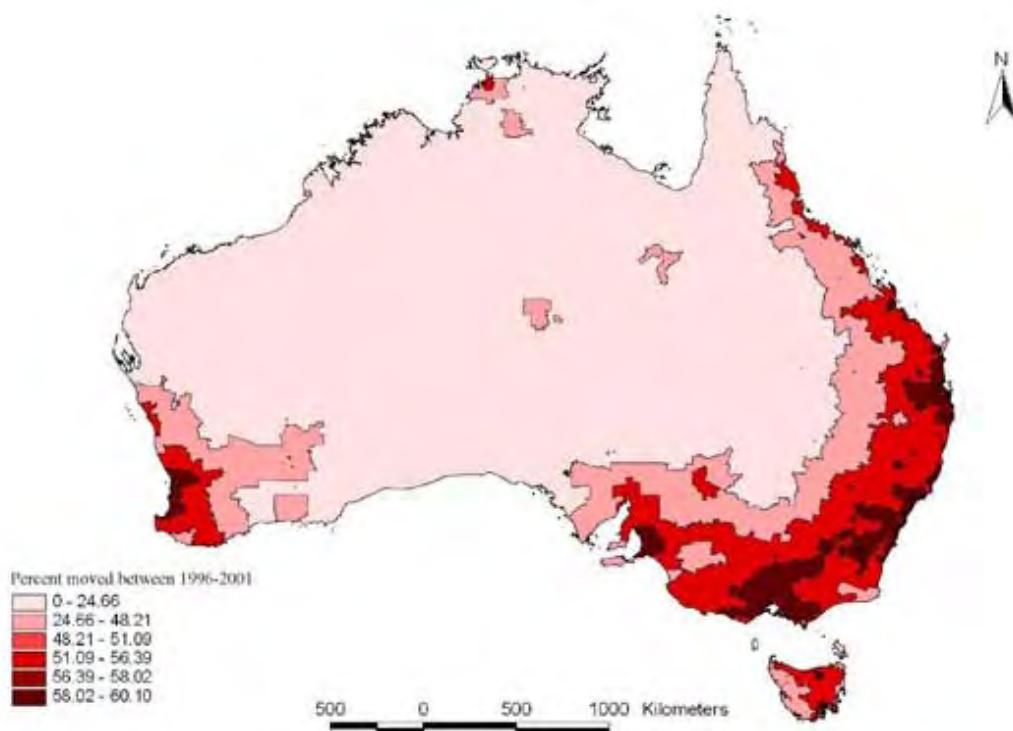 N
Percent moved between 1996-2001
0 - 24.66
24.66 - 48.21
48.21 - 51.09
51.09 - 56.39
56.39 - 58.02
58.02 - 60.10
500 0 500 1000 Kilometers